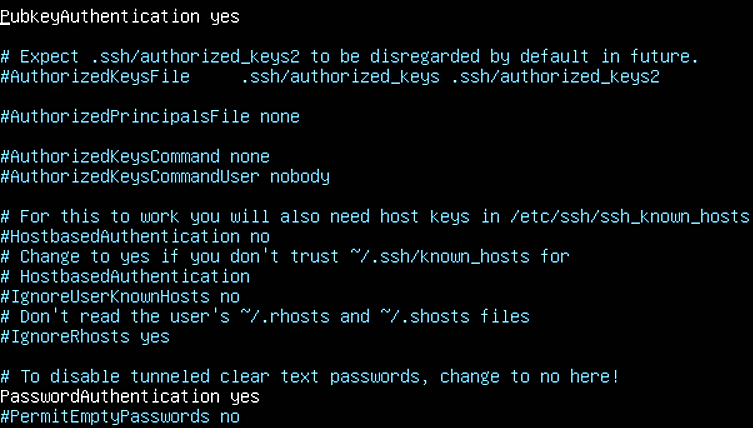 PubkeyAuthentication yes
# Expect .ssh/authorized_keys2 to be disregarded by default in future.
#AuthorizedKeysFile     .ssh/authorized_keys .ssh/authorized_keys2
#AuthorizedPrincipalsFile none
#AuthorizedKeysCommand none
#AuthorizedKeysCommandUser nobody
# For this to work you will also need host keys in /etc/ssh/ssh_known_hosts
#HostbasedAuthentication no
# Change to yes if you don't trust ~/.ssh/known_hosts for
# HostbasedAuthentication
#IgnoreUserKnownHosts no
# Don't read the user's ~/.rhosts and ~/.shosts files
#IgnoreRhosts yes
# To disable tunneled clear text passwords, change to no here!
PasswordAuthentication yes
#PermitEmptyPasswords no